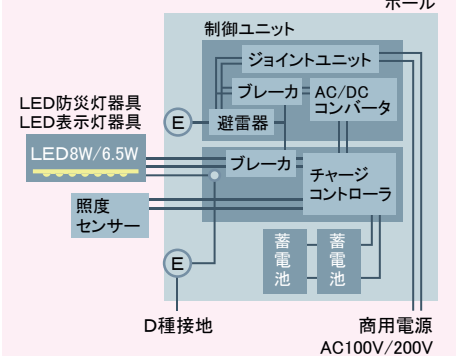 ポール
制御ユニット
ジョイントユニット
ブレーカ
AC/DC
コンバータ
避雷器
E
LED防災灯器具
LED表示灯器具
LED8W/6.5W
ブレーカ
チャージ
コントローラ
照度
センサー
蓄電池
蓄電池
E
D種接地
商用電源
AC100V/200V